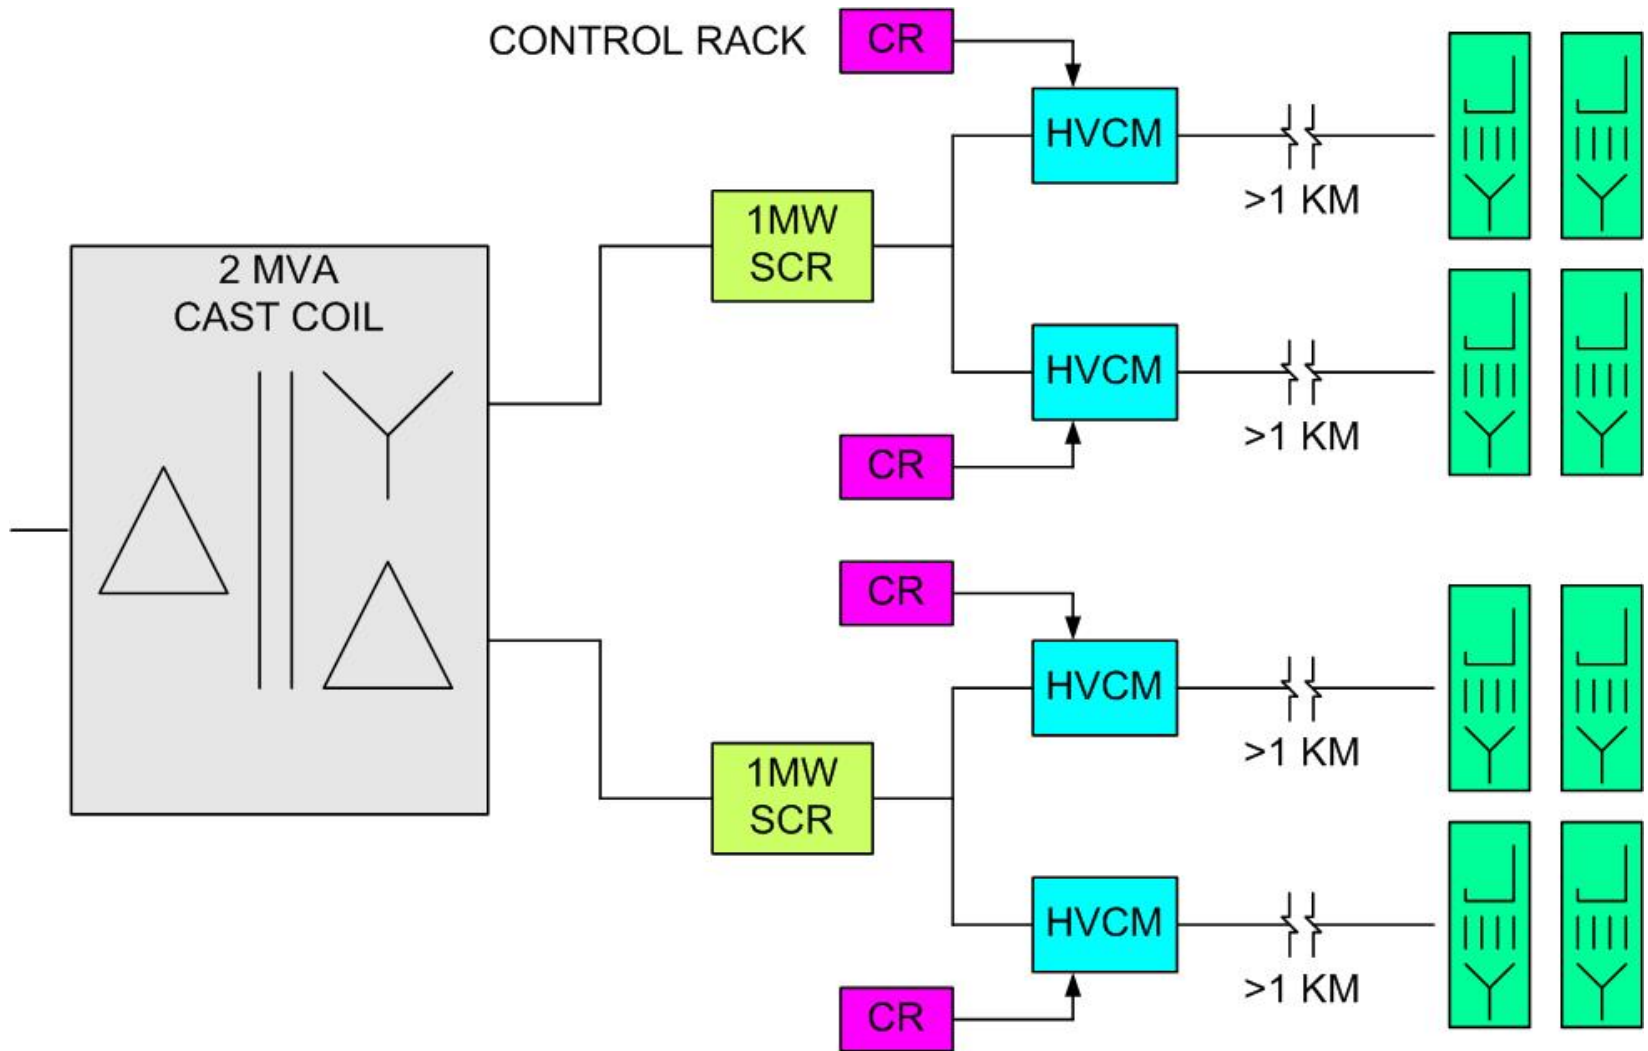 CONTROL RACK
CR
HVCM
>1 KM
1MW
SCR
2 MVA
CAST COIL
HVCM
>1 KM
CR
CR
HVCM
>1 KM
1MW
SCR
HVCM
>1 KM
CR